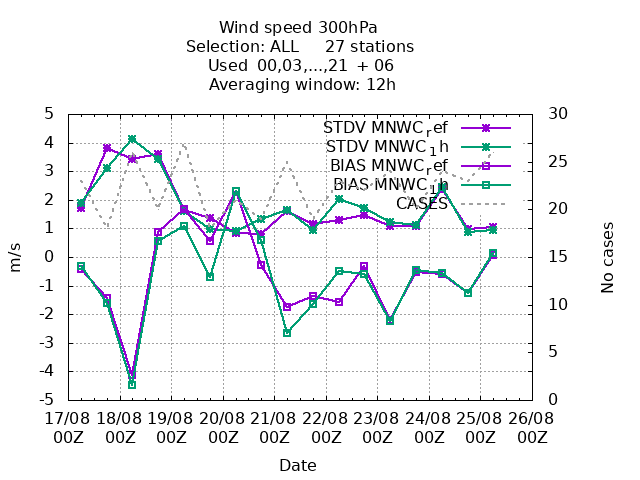 Wind speed 300hPa
Selection: ALL 27 stations
Used 00,03,...,21 + 06
Averaging window: 12h
STDV MNWC_ref
STDV MNWC_1h
BIAS MNWC_ref
BIAS MNWC_1h
CASES
5
4
3
2
1
0
-1
-2
-3
-4
-5
m/s
30
25
20
15
10
5
0
No cases
17/08 18/08 19/08 20/08 21/08 22/08 23/08 24/08 25/08 26/08
00Z 00Z 00Z 00Z 00Z 00Z 00Z 00Z 00Z 00Z
Date